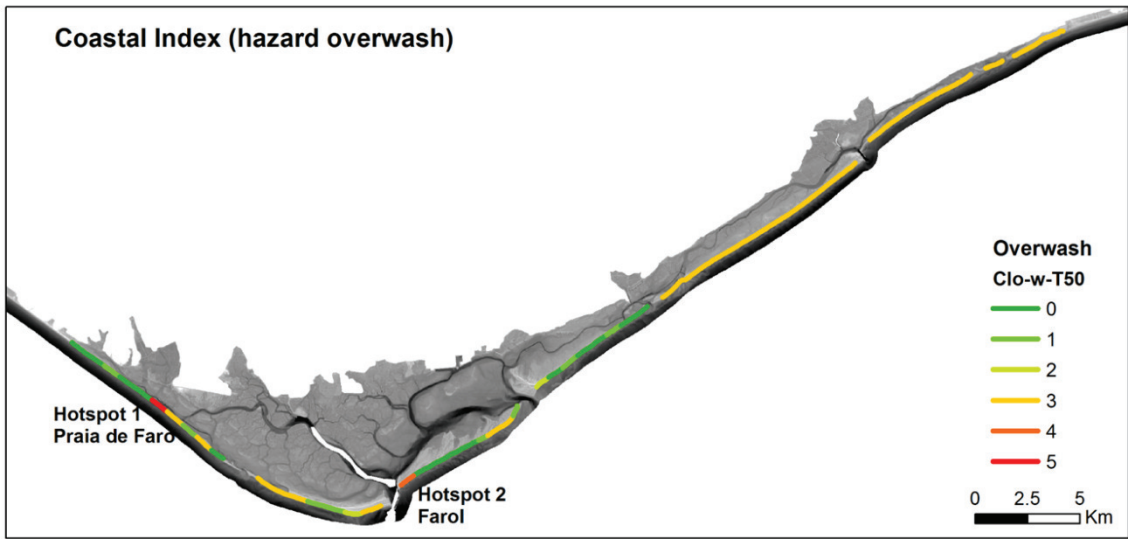 Coastal Index (hazard overwash)
Hotspot 1
Praia de Faro
Hotspot 2
Farol
Overwash
Clo-w-T50
0
1
2
3
4
5
0 2.5 5
Km